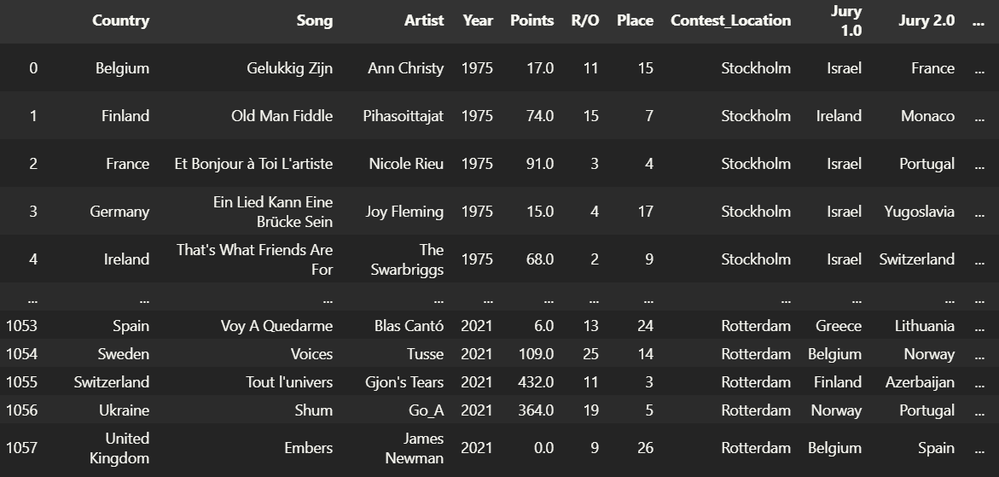 Country Song Artist Year Points R/O Place Contest_Location Jury 1.0 Jury 2.0 ...
0 Belgium Gelukkig Zijn Ann Christy 1975 17.0 11 15 Stockholm Israel France ...
1 Finland Old Man Fiddle Pihasoittajat 1975 74.0 15 7 Stockholm Ireland Monaco ...
2 France Et Bonjour à Toi L'artiste Nicole Rieu 1975 91.0 3 4 Stockholm Israel Portugal ...
3 Germany Ein Lied Kann Eine Brücke Sein Joy Fleming 1975 15.0 4 17 Stockholm Israel Yugoslavia ...
4 Ireland That's What Friends Are For The Swarbriggs 1975 68.0 2 9 Stockholm Israel Switzerland ...
... ... ... ... ... ... ... ... ... ... ... ...
1053 Spain Voy A Quedarme Blas Cantó 2021 6.0 13 24 Rotterdam Greece Lithuania ...
1054 Sweden Voices Tusse 2021 109.0 25 14 Rotterdam Belgium Norway ...
1055 Switzerland Tout l'univers Gjon's Tears 2021 432.0 11 3 Rotterdam Finland Azerbaijan ...
1056 Ukraine Shum Go_A 2021 364.0 19 5 Rotterdam Norway Portugal ...
1057 United Kingdom Embers James Newman 2021 0.0 9 26 Rotterdam Belgium Spain ...